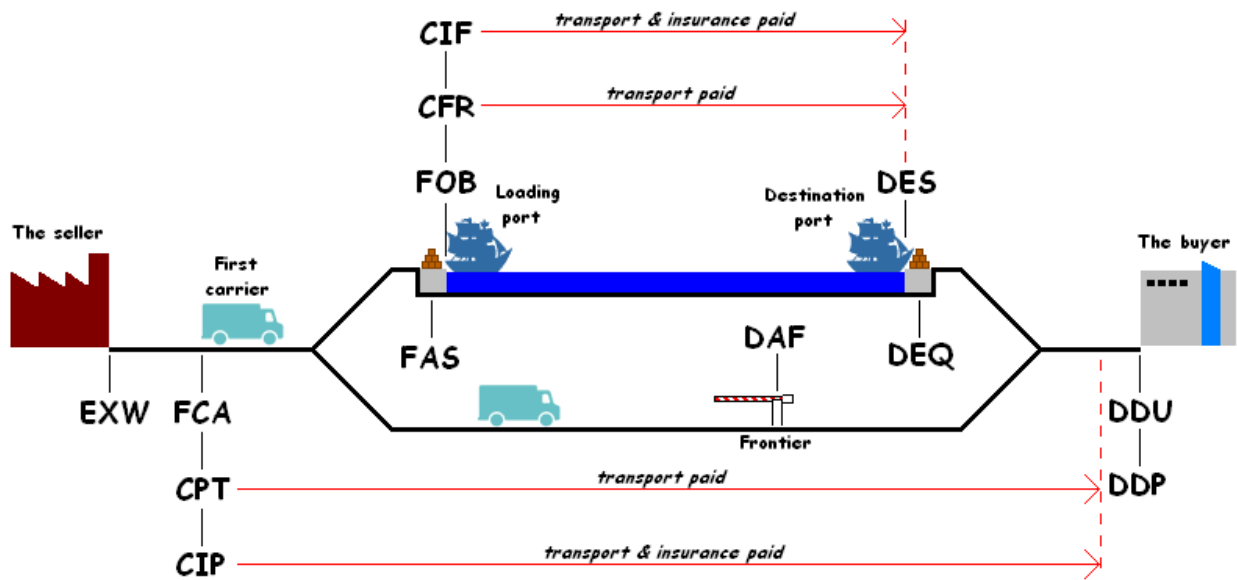 CIF
transport & insurance paid
CFR
transport paid
FOB
Loading
port
Destination
port
DES
The seller
First
carrier
The buyer
FAS
DAF
DEQ
EXW
FCA
Frontier
DDU
CPT
transport paid
DDP
CIP
transport & insurance paid